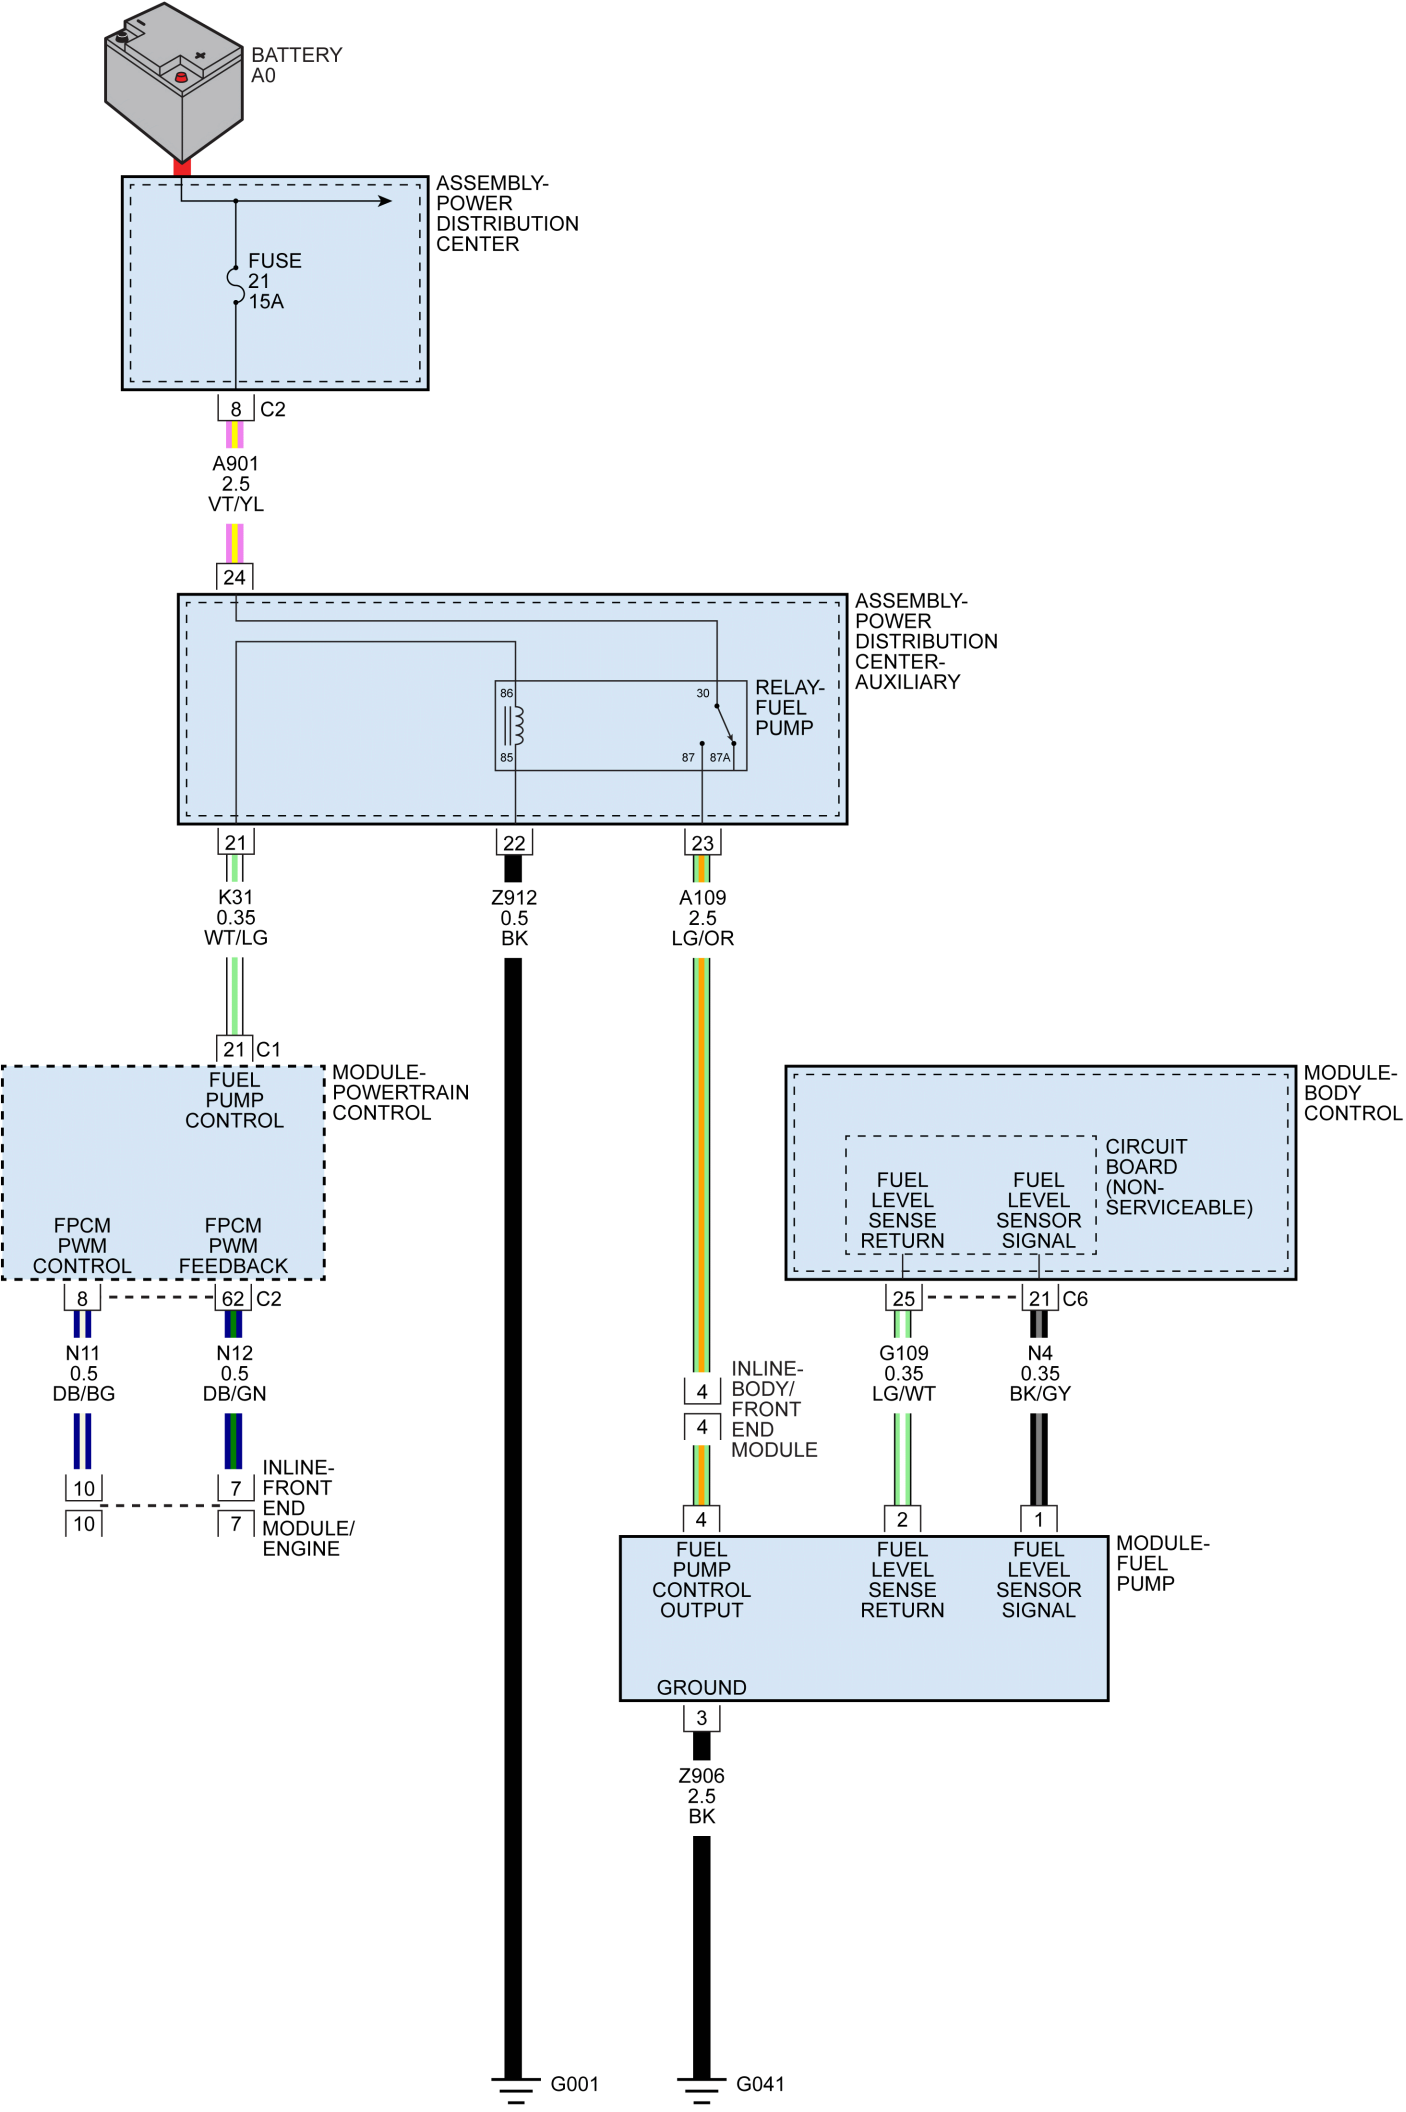 BATTERY
A0
ASSEMBLY-
POWER
DISTRIBUTION
CENTER
FUSE
21
15A
8 C2
A901
2.5
VT/YL
24
ASSEMBLY-
POWER
DISTRIBUTION
CENTER-
AUXILIARY
RELAY-
FUEL
PUMP
86
30
85
87
87A
21
22
23
K31
0.35
WT/LG
Z912
0.5
BK
A109
2.5
LG/OR
21 C1
MODULE-
POWERTRAIN
CONTROL
FUEL
PUMP
CONTROL
FPCM
PWM
CONTROL
FPCM
PWM
FEEDBACK
8
62 C2
N11
0.5
DB/BG
N12
0.5
DB/GN
10
7
10
7
INLINE-
FRONT
END
MODULE/
ENGINE
MODULE-
BODY
CONTROL
CIRCUIT
BOARD
(NON-
SERVICEABLE)
FUEL
LEVEL
SENSE
RETURN
FUEL
LEVEL
SENSOR
SIGNAL
25
21 C6
G109
0.35
LG/WT
N4
0.35
BK/GY
4
4
INLINE-
BODY/
FRONT
END
MODULE
4
2
1
MODULE-
FUEL
PUMP
FUEL
PUMP
CONTROL
OUTPUT
FUEL
LEVEL
SENSE
RETURN
FUEL
LEVEL
SENSOR
SIGNAL
GROUND
3
Z906
2.5
BK
G001
G041